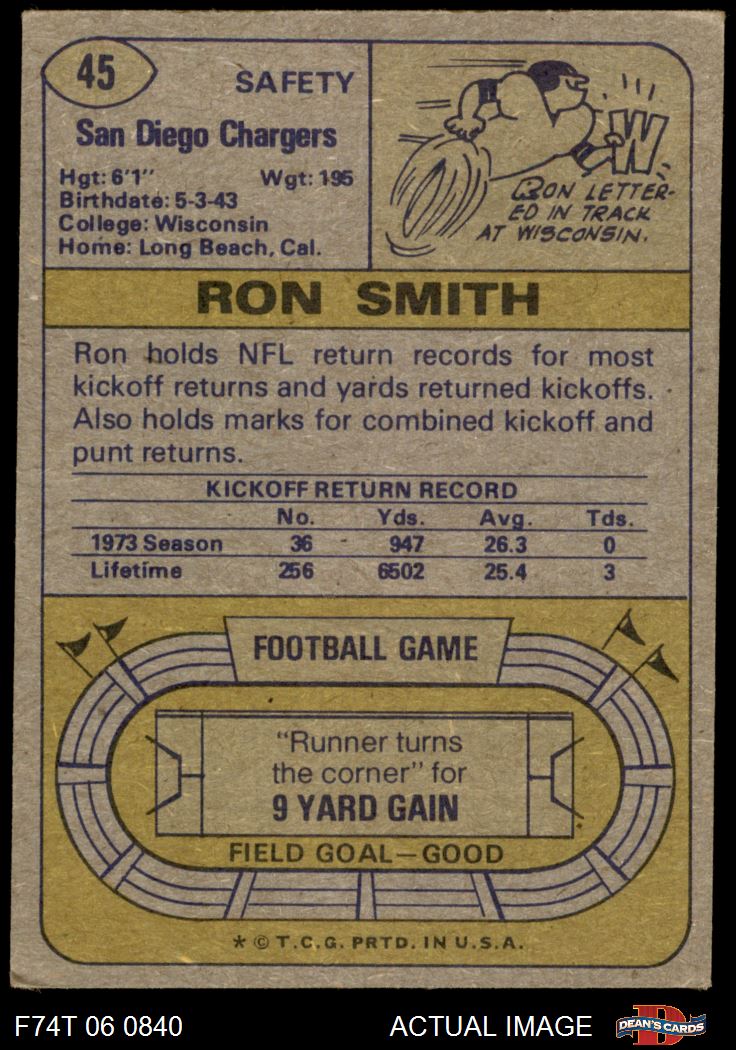 45
SAFETY
San Diego Chargers
Hgt: 6'1" Wgt: 195
Birthdate: 5-3-43
College: Wisconsin
Home: Long Beach, Cal.
W
RON LETTER-
ED IN TRACK
AT WISCONSIN.
RON SMITH
Ron holds NFL return records for most
kickoff returns and yards returned kickoffs.
Also holds marks for combined kickoff and
punt returns.
KICKOFF RETURN RECORD
No. Yds. Avg. Tds.
1973 Season 36 947 26.3 0
Lifetime 256 6502 25.4 3
FOOTBALL GAME
"Runner turns
the corner" for
9 YARD GAIN
FIELD GOAL—GOOD
* © T.C.G. PRTD. IN U.S.A.
F74T 06 0840 ACTUAL IMAGE
D
DEAN'S CARDS